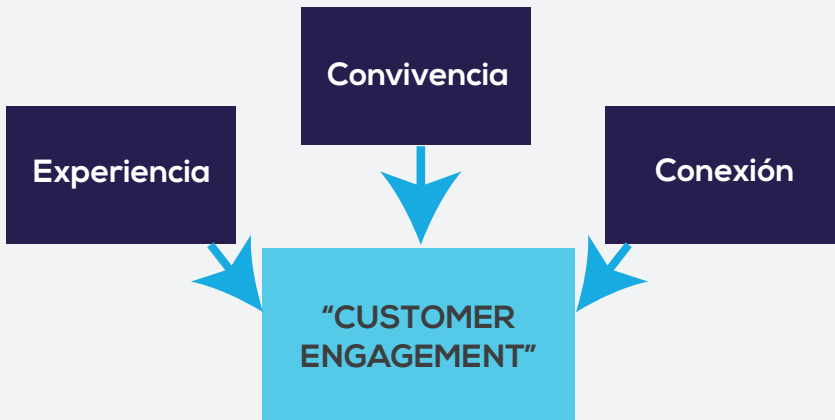 Convivencia
Experiencia
Conexión
“CUSTOMER
ENGAGEMENT”